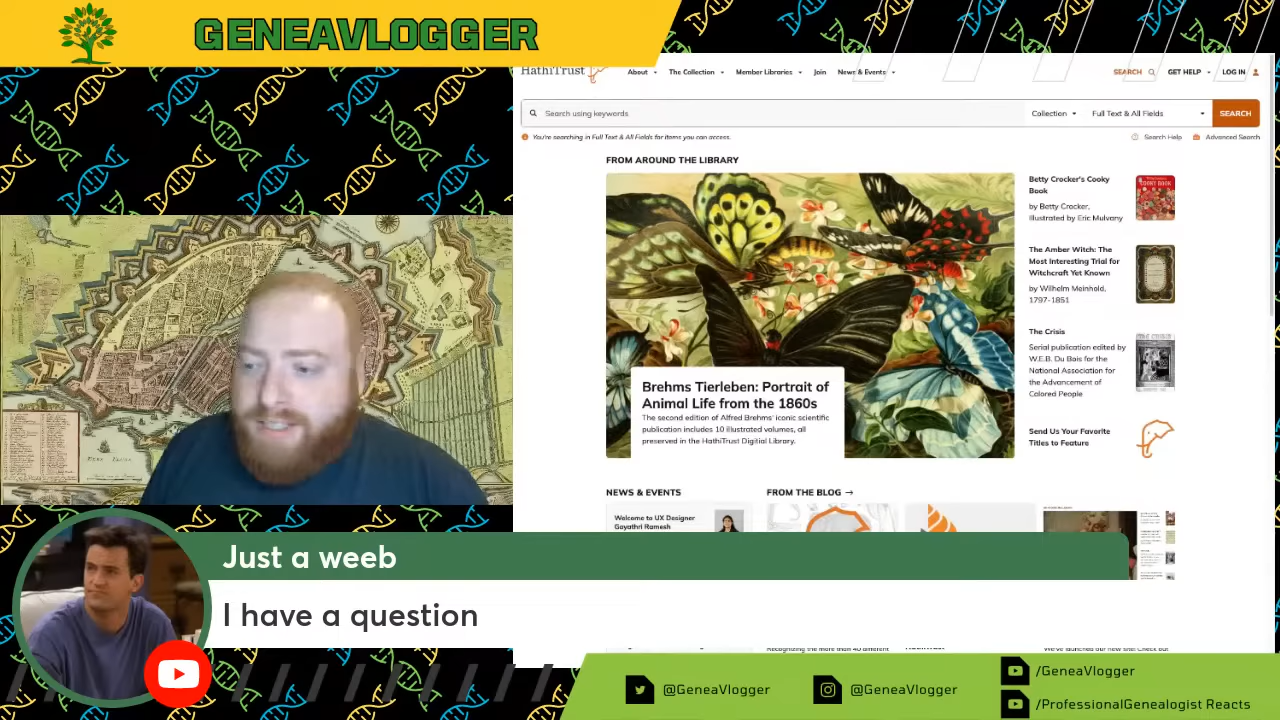 GENEAVLOGGER
HathiTrust
About
The Collection
Member Libraries
Join
News & Events
SEARCH
GET HELP
LOG IN
Search using keywords
Collection
Full Text & All Fields
SEARCH
You're searching in Full Text & All Fields for items you can access.
Search Help
Advanced Search
FROM AROUND THE LIBRARY
Brehms Tierleben: Portrait of
Animal Life from the 1860s
The second edition of Alfred Brehms' iconic scientific
publication includes 10 illustrated volumes, all
preserved in the HathiTrust Digitial Library.
Betty Crocker's Cooky
Book
by Betty Crocker,
Illustrated by Eric Mulvany
The Amber Witch: The
Most Interesting Trial for
Witchcraft Yet Known
by Wilhelm Meinhold,
1797-1851
The Crisis
Serial publication edited by
W.E.B. Du Bois for the
National Association for
the Advancement of
Colored People
Send Us Your Favorite
Titles to Feature
NEWS & EVENTS
FROM THE BLOG →
Welcome to UX Designer
Gayathri Ramesh
Just a weeb
I have a question
@GeneaVlogger
@GeneaVlogger
/GeneaVlogger
/ProfessionalGenealogist Reacts